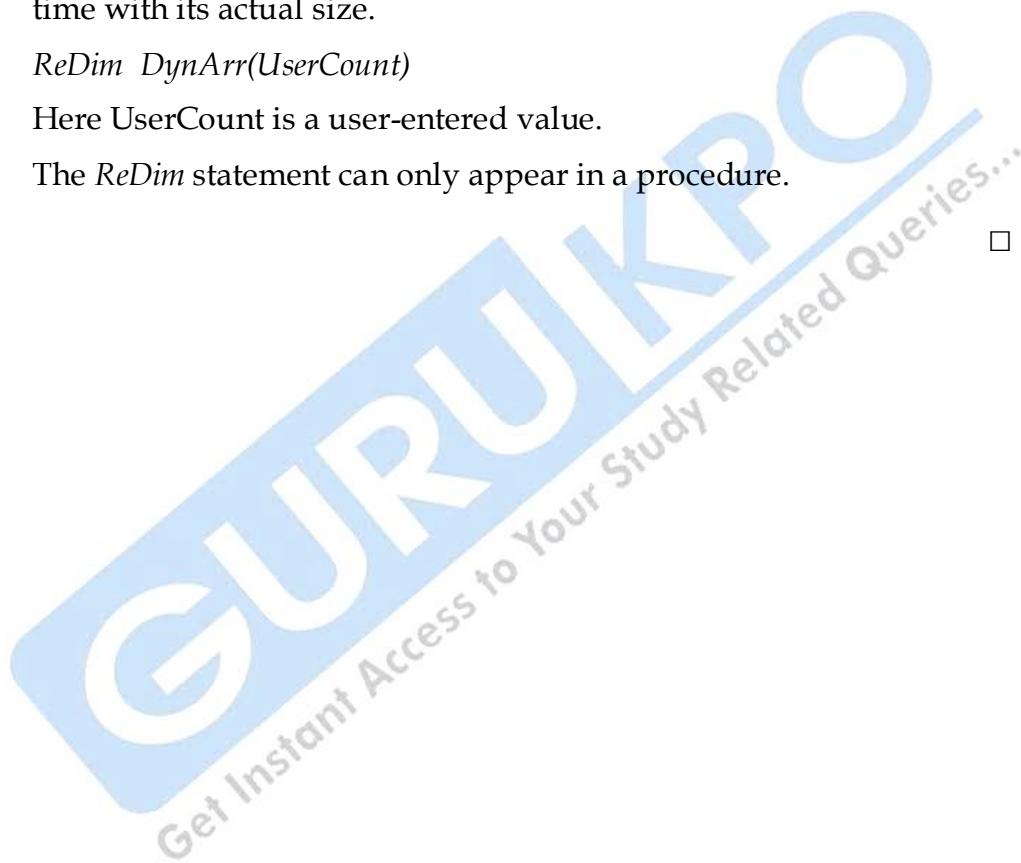 time with its actual size.
ReDim DynArr(UserCount)
Here UserCount is a user-entered value.
The ReDim statement can only appear in a procedure.
□
GURUKPO
Get Instant Access to Your Study Related Queries...